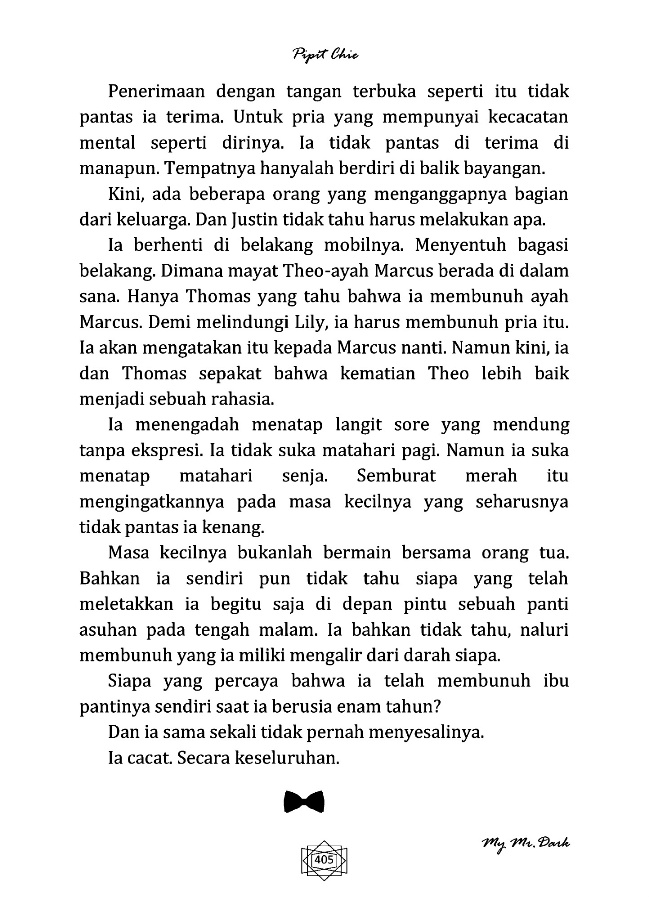 Pipit Chie
Penerimaan dengan tangan terbuka seperti itu tidak
pantas ia terima. Untuk pria yang mempunyai kecacatan
mental seperti dirinya. Ia tidak pantas di terima di
manapun. Tempatnya hanyalah berdiri di balik bayangan.
Kini, ada beberapa orang yang menganggapnya bagian
dari keluarga. Dan Justin tidak tahu harus melakukan apa.
Ia berhenti di belakang mobilnya. Menyentuh bagasi
belakang. Dimana mayat Theo-ayah Marcus berada di dalam
sana. Hanya Thomas yang tahu bahwa ia membunuh ayah
Marcus. Demi melindungi Lily, ia harus membunuh pria itu.
Ia akan mengatakan itu kepada Marcus nanti. Namun kini, ia
dan Thomas sepakat bahwa kematian Theo lebih baik
menjadi sebuah rahasia.
Ia menengadah menatap langit sore yang mendung
tanpa ekspresi. Ia tidak suka matahari pagi. Namun ia suka
menatap matahari senja. Semburat merah itu
mengingatkannya pada masa kecilnya yang seharusnya
tidak pantas ia kenang.
Masa kecilnya bukanlah bermain bersama orang tua.
Bahkan ia sendiri pun tidak tahu siapa yang telah
meletakkan ia begitu saja di depan pintu sebuah panti
asuhan pada tengah malam. Ia bahkan tidak tahu, naluri
membunuh yang ia miliki mengalir dari darah siapa.
Siapa yang percaya bahwa ia telah membunuh ibu
pantinya sendiri saat ia berusia enam tahun?
Dan ia sama sekali tidak pernah menyesalinya.
Ia cacat. Secara keseluruhan.
My Mr. Dark
405